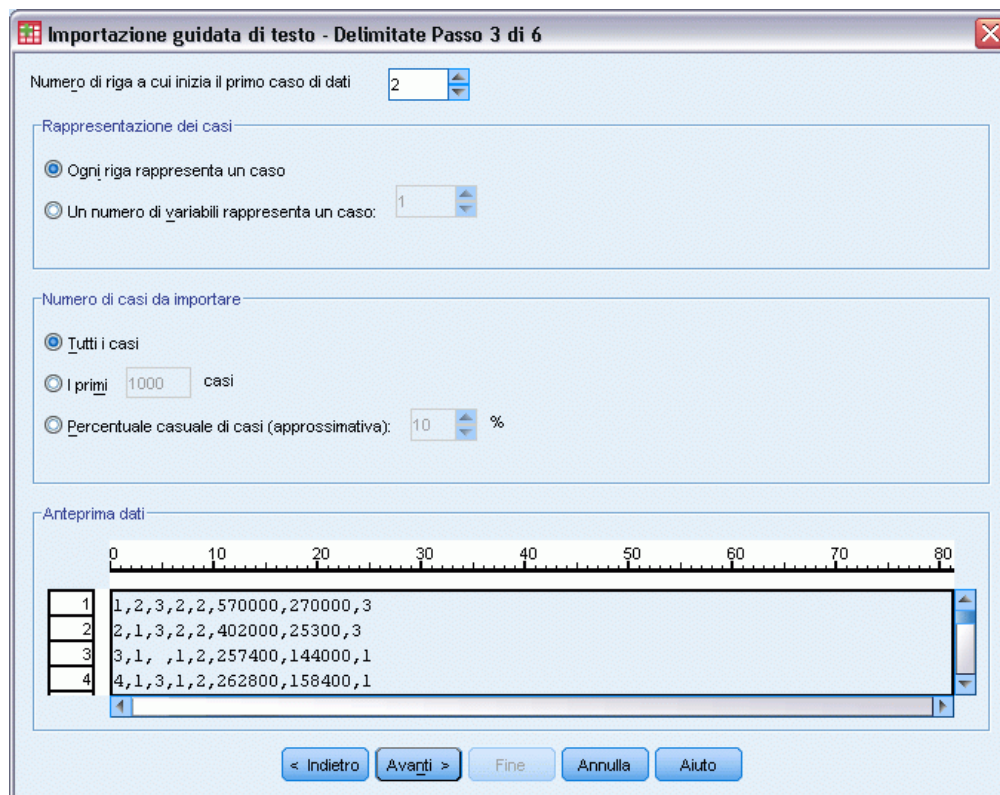 Importazione guidata di testo - Delimitate Passo 3 di 6
Numero di riga a cui inizia il primo caso di dati 2
Rappresentazione dei casi
Ogni riga rappresenta un caso
Un numero di variabili rappresenta un caso: 1
Numero di casi da importare
Tutti i casi
I primi 1000 casi
Percentuale casuale di casi (approssimativa): 10 %
Anteprima dati
0 10 20 30 40 50 60 70 80
1 1,2,3,2,2,570000,270000,3
2 2,1,3,2,2,402000,25300,3
3 3,1, ,1,2,257400,144000,1
4 4,1,3,1,2,262800,158400,1
< Indietro Avanti > Fine Annulla Aiuto